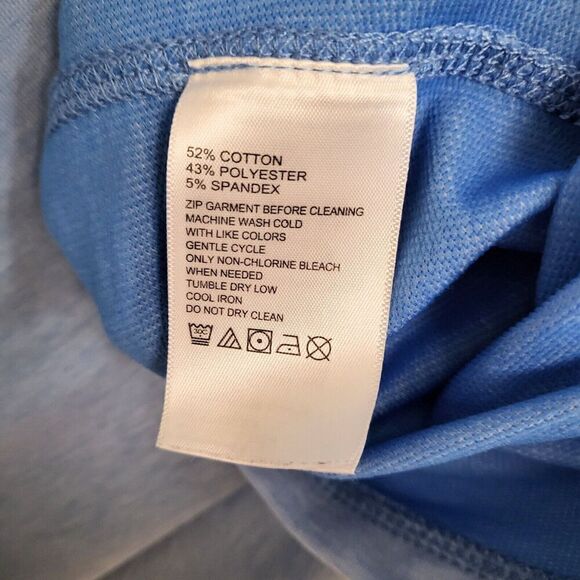 52% COTTON
43% POLYESTER
5% SPANDEX
ZIP GARMENT BEFORE CLEANING
MACHINE WASH COLD
WITH LIKE COLORS
GENTLE CYCLE
ONLY NON-CHLORINE BLEACH
WHEN NEEDED
TUMBLE DRY LOW
COOL IRON
DO NOT DRY CLEAN
30C